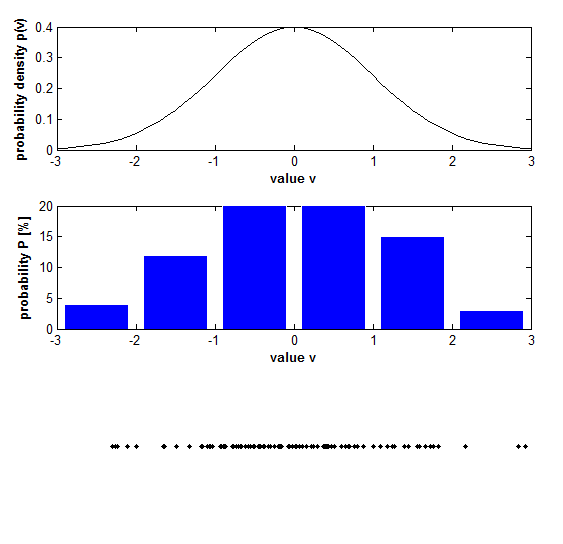 probability density p(v)
0.4
0.3
0.2
0.1
0
-3 -2 -1 0 1 2 3
value v
probability P [%]
20
15
10
5
0
-3 -2 -1 0 1 2 3
value v